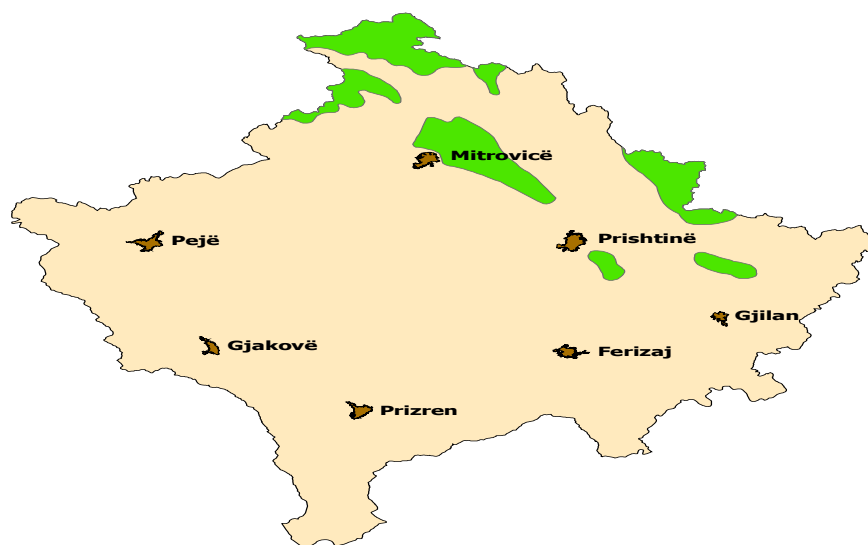 Mitrovicë
Pejë
Prishtinë
Gjilan
Gjakovë
Ferizaj
Prizren